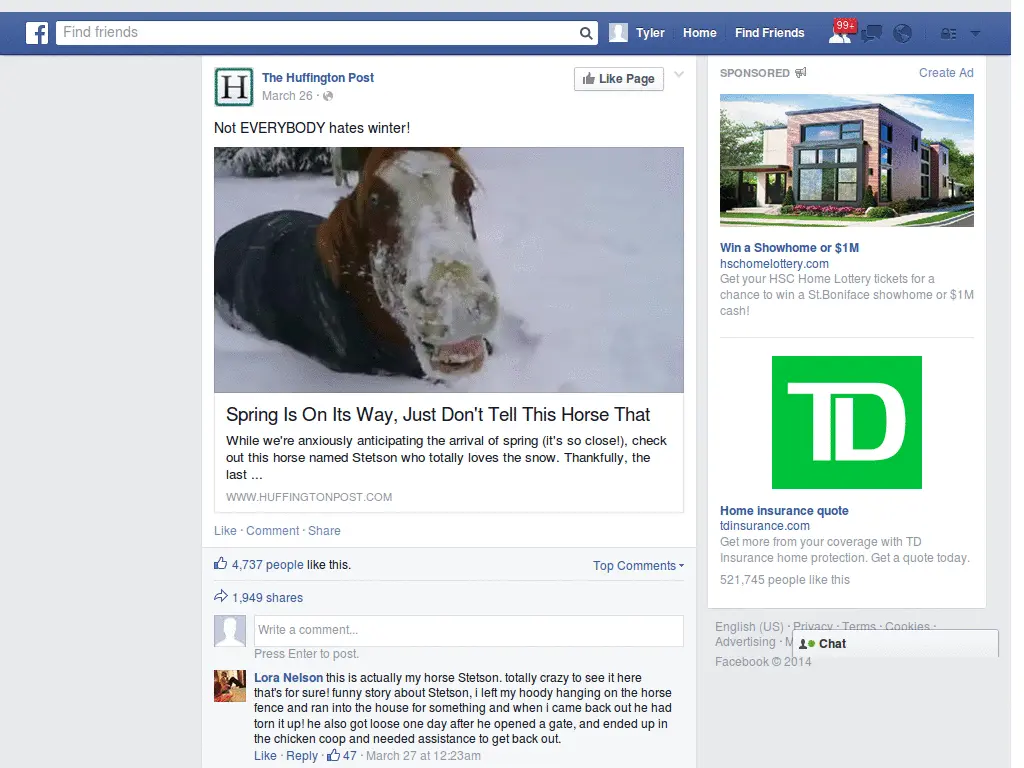 Find friends
Tyler Home Find Friends 99+
The Huffington Post
Like Page
March 26 ·
H
Not EVERYBODY hates winter!
Spring Is On Its Way, Just Don't Tell This Horse That
While we're anxiously anticipating the arrival of spring (it's so close!), check
out this horse named Stetson who totally loves the snow. Thankfully, the
last ...
WWW.HUFFINGTONPOST.COM
Like · Comment · Share
4,737 people like this.
Top Comments
1,949 shares
Write a comment...
Press Enter to post.
Lora Nelson this is actually my horse Stetson. totally crazy to see it here
that's for sure! funny story about Stetson, i left my hoody hanging on the horse
fence and ran into the house for something and when i came back out he had
torn it up! he also got loose one day after he opened a gate, and ended up in
the chicken coop and needed assistance to get back out.
Like · Reply · 47 · March 27 at 12:23am
SPONSORED
Create Ad
Win a Showhome or $1M
hschomelottery.com
Get your HSC Home Lottery tickets for a
chance to win a St.Boniface showhome or $1M
cash!
TD
Home insurance quote
tdinsurance.com
Get more from your coverage with TD
Insurance home protection. Get a quote today.
521,745 people like this
English (US) · Privacy · Terms · Cookies ·
Advertising · M
Chat
Facebook © 2014